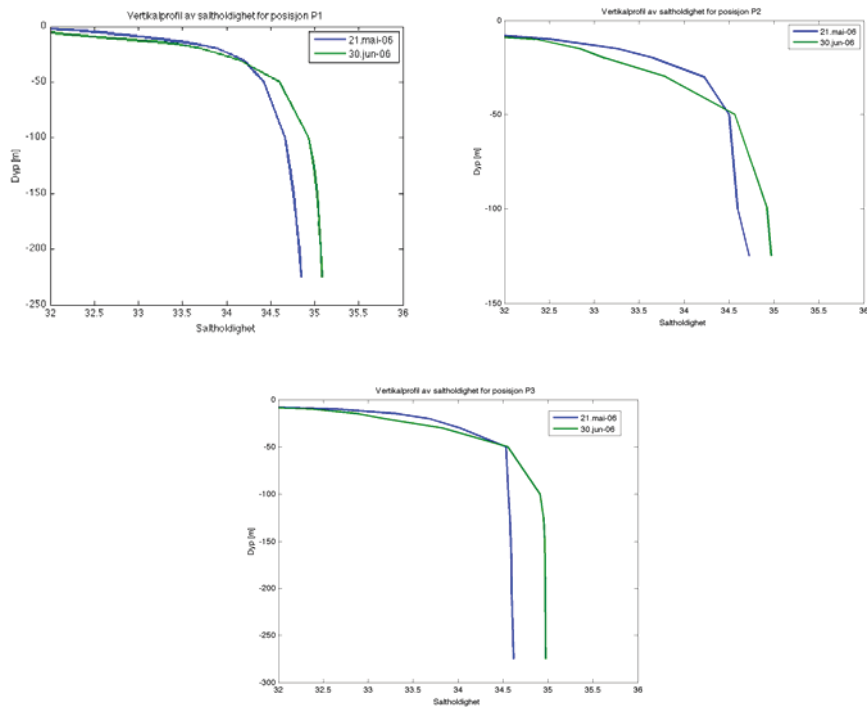 Vertikalprofil av saltholdighet for posisjon P1
0
-50
-100
-150
-200
-250
Dyp [m]
32 32.5 33 33.5 34 34.5 35 35.5 36
Saltholdighet
21.mai-06
30.jun-06
Vertikalprofil av saltholdighet for posisjon P2
0
-50
-100
-150
Dyp [m]
32 32.5 33 33.5 34 34.5 35 35.5 36
Saltholdighet
21.mai-06
30.jun-06
Vertikalprofil av saltholdighet for posisjon P3
0
-50
-100
-150
-200
-250
-300
Dyp [m]
32 32.5 33 33.5 34 34.5 35 35.5 36
Saltholdighet
21.mai-06
30.jun-06